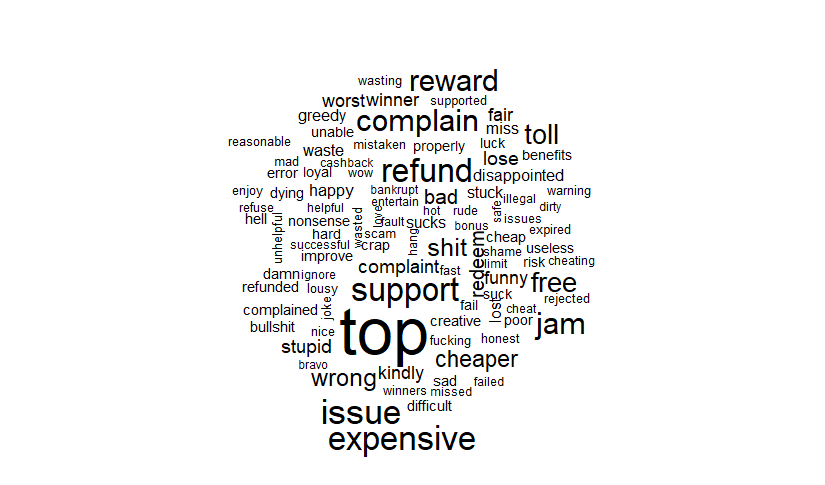 wasting
reward
worst
winner
supported
greedy
complain
fair
unable
miss
toll
reasonable
waste
mistaken
properly
luck
mad
cashback
lose
benefits
error
loyal
wow
refund
disappointed
enjoy
dying
happy
bankrupt
entertain
bad
stuck
illegal
warning
refuse
helpful
wasted
love
hot
rude
safe
dirty
hell
nonsense
fault
sucks
bonus
issues
expired
unhelpful
hard
scam
hang
cheap
successful
crap
shit
redeem
shame
useless
improve
complaint
fast
limit
risk
cheating
damn
ignore
funny
free
refunded
lousy
support
suck
rejected
complained
joke
fail
lost
cheat
bullshit
nice
top
creative
poor
jam
stupid
fucking
honest
bravo
cheaper
wrong
kindly
sad
failed
winners
missed
issue
difficult
expensive